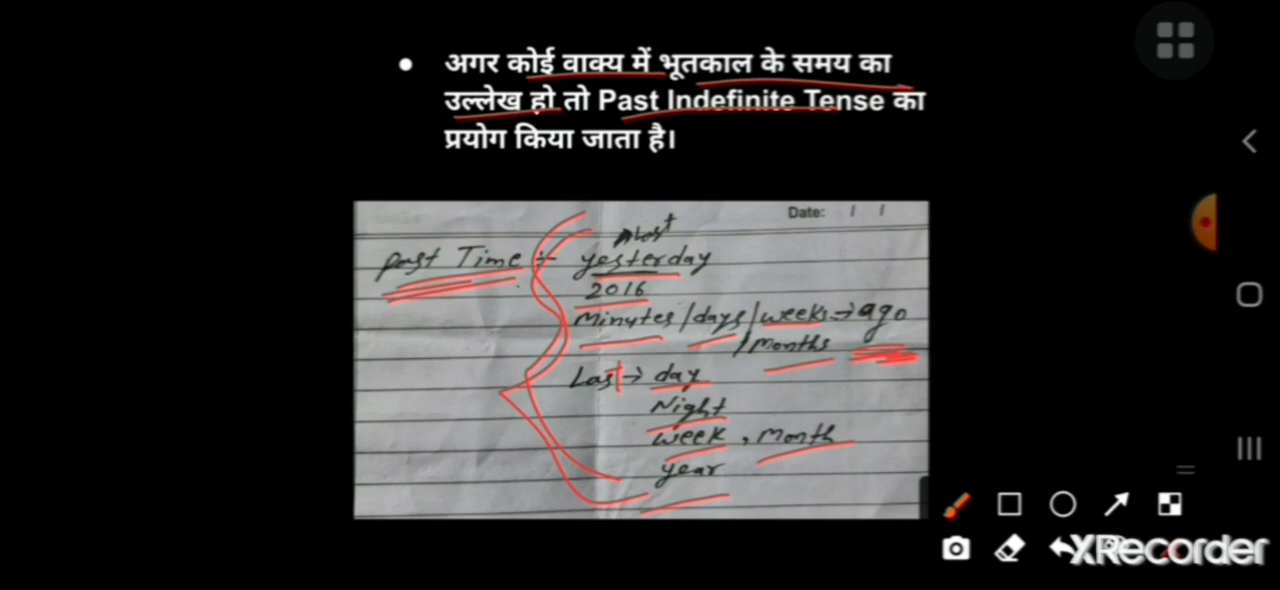 • अगर कोई वाक्य में भूतकाल के समय का
उल्लेख हो तो Past Indefinite Tense का
प्रयोग किया जाता है।
Date: / /
Past Time :- yesterday
2016
Minutes / days / weeks → ago
/ months
Last → day
Night
week , month
year
XRecorder